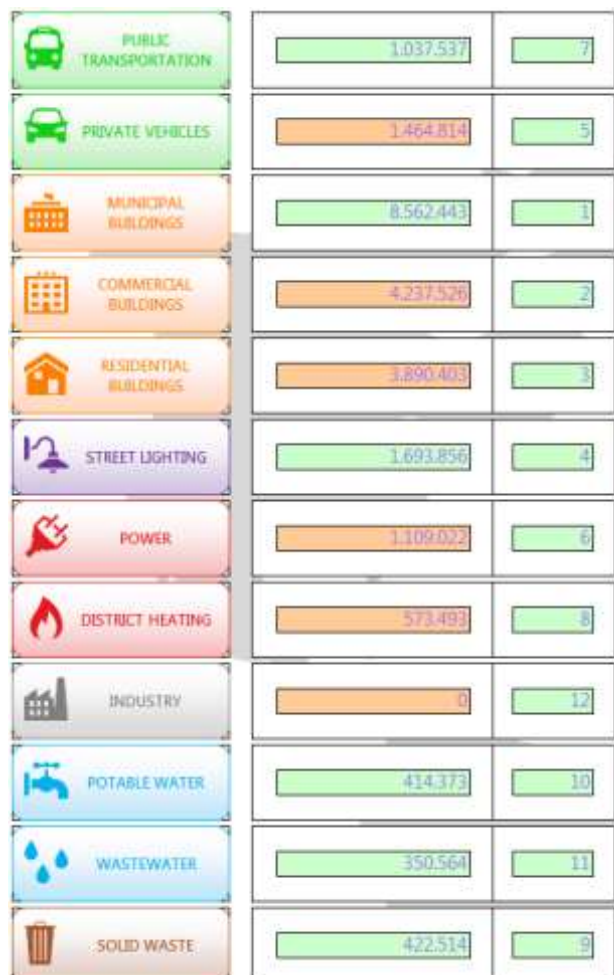 PUBLIC
TRANSPORTATION
1.037.537 7
PRIVATE VEHICLES 1.464.814 5
MUNICIPAL
BUILDINGS
8.562.443 1
COMMERCIAL
BUILDINGS
4.237.526 2
RESIDENTIAL
BUILDINGS
3.890.403 3
STREET LIGHTING 1.693.856 4
POWER 1.109.022 6
DISTRICT HEATING 573.493 8
INDUSTRY 0 12
POTABLE WATER 414.373 10
WASTEWATER 350.564 11
SOLID WASTE 422.514 9